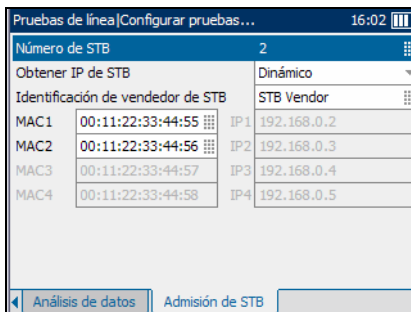 Pruebas de línea|Configurar pruebas... 16:02
Número de STB 2
Obtener IP de STB Dinámico
Identificación de vendedor de STB STB Vendor
MAC1 00:11:22:33:44:55 IP1 192.168.0.2
MAC2 00:11:22:33:44:56 IP2 192.168.0.3
MAC3 00:11:22:33:44:57 IP3 192.168.0.4
MAC4 00:11:22:33:44:58 IP4 192.168.0.5
Análisis de datos Admisión de STB